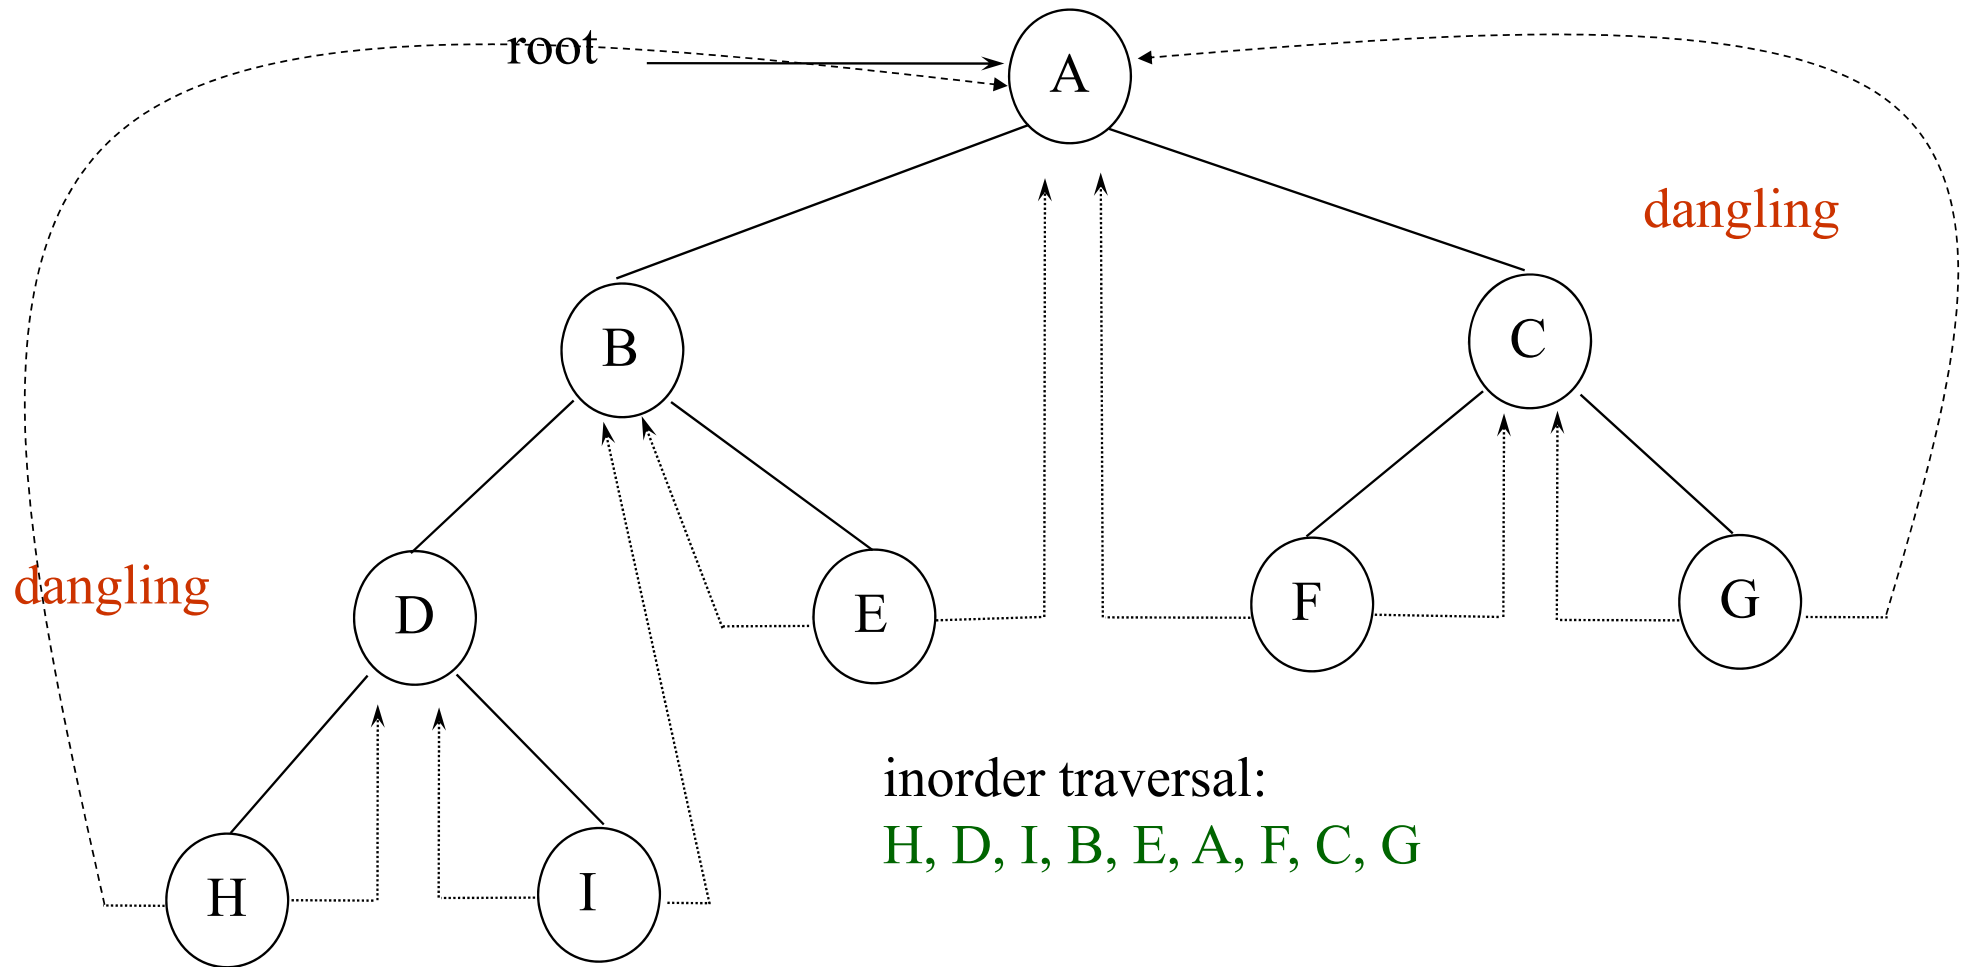 root
A
dangling
B
C
dangling
D
E
F
G
inorder traversal:
H, D, I, B, E, A, F, C, G
H
I